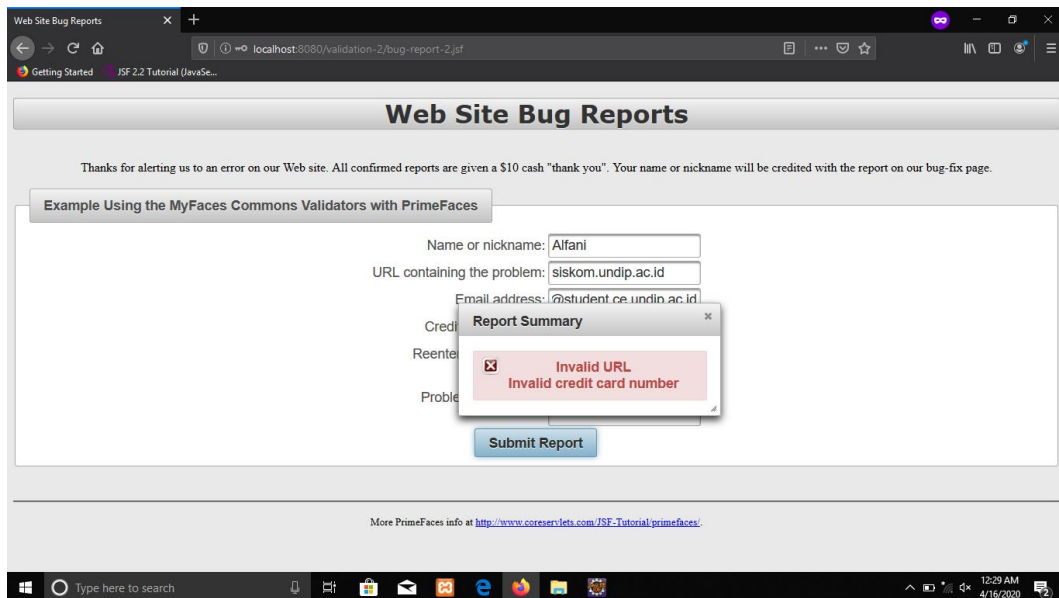 Web Site Bug Reports
localhost:8080/validation-2/bug-report-2.jsf
Getting Started
JSF 2.2 Tutorial (JavaSe...
Web Site Bug Reports
Thanks for alerting us to an error on our Web site. All confirmed reports are given a $10 cash "thank you". Your name or nickname will be credited with the report on our bug-fix page.
Example Using the MyFaces Commons Validators with PrimeFaces
Name or nickname: Alfani
URL containing the problem: siskom.undip.ac.id
Email address: @student.ce.undip.ac.id
Credi
Reente
Proble
Report Summary
Invalid URL
Invalid credit card number
Submit Report
More PrimeFaces info at http://www.coreservlets.com/JSF-Tutorial/primefaces/.
Type here to search
12:29 AM
4/16/2020